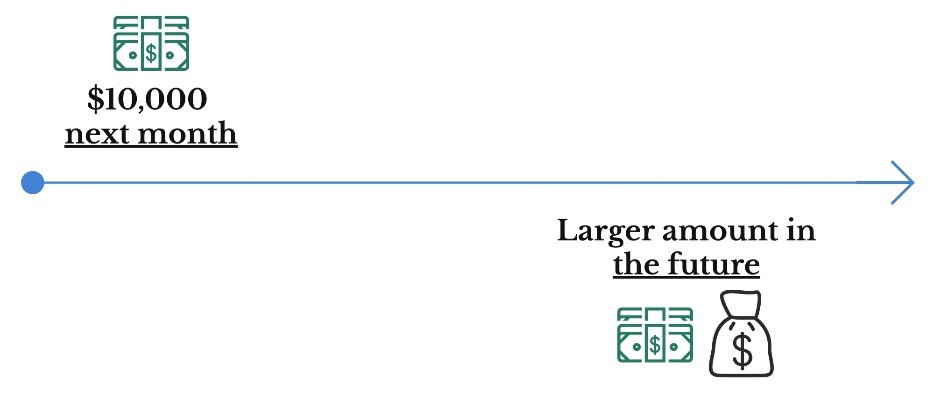 $10,000
next month
Larger amount in
the future
$
$
$